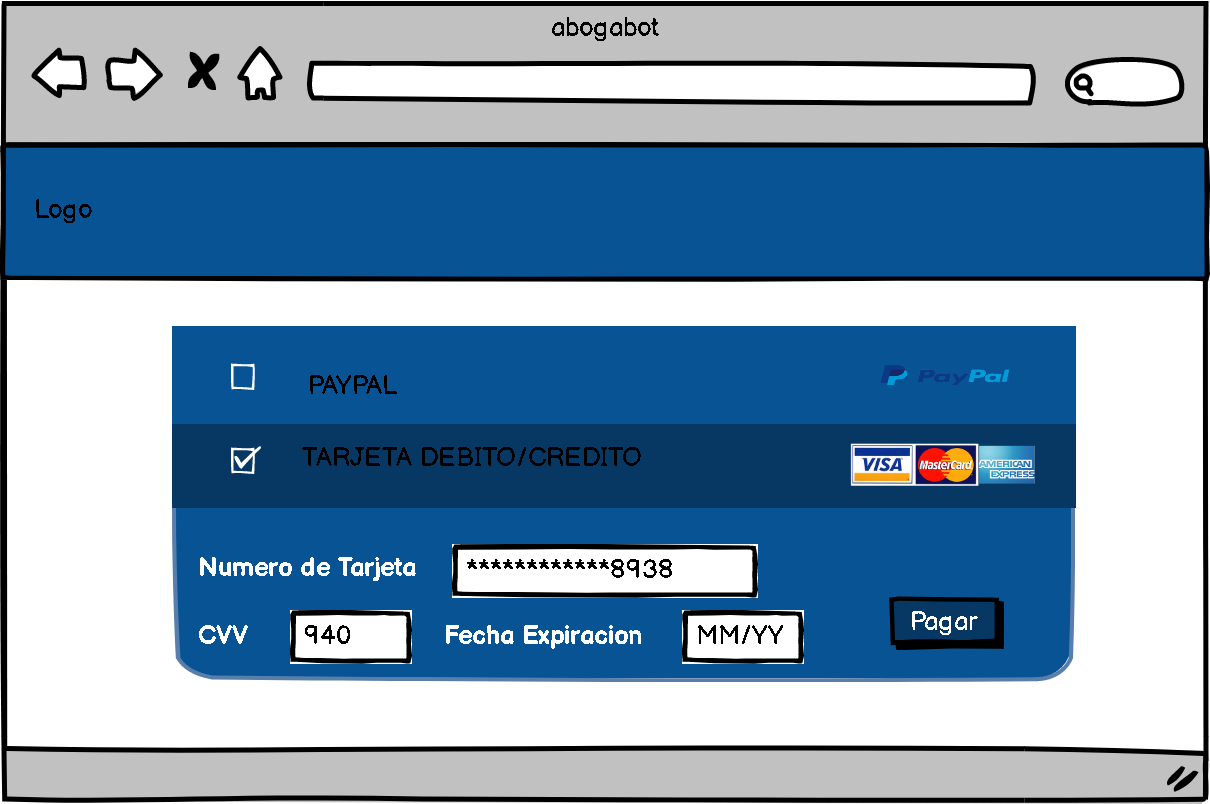 abogabot
Logo
PAYPAL PayPal
TARJETA DEBITO/CREDITO VISA MasterCard AMERICAN EXPRESS
Numero de Tarjeta ************8938
CVV 940 Fecha Expiracion MM/YY Pagar